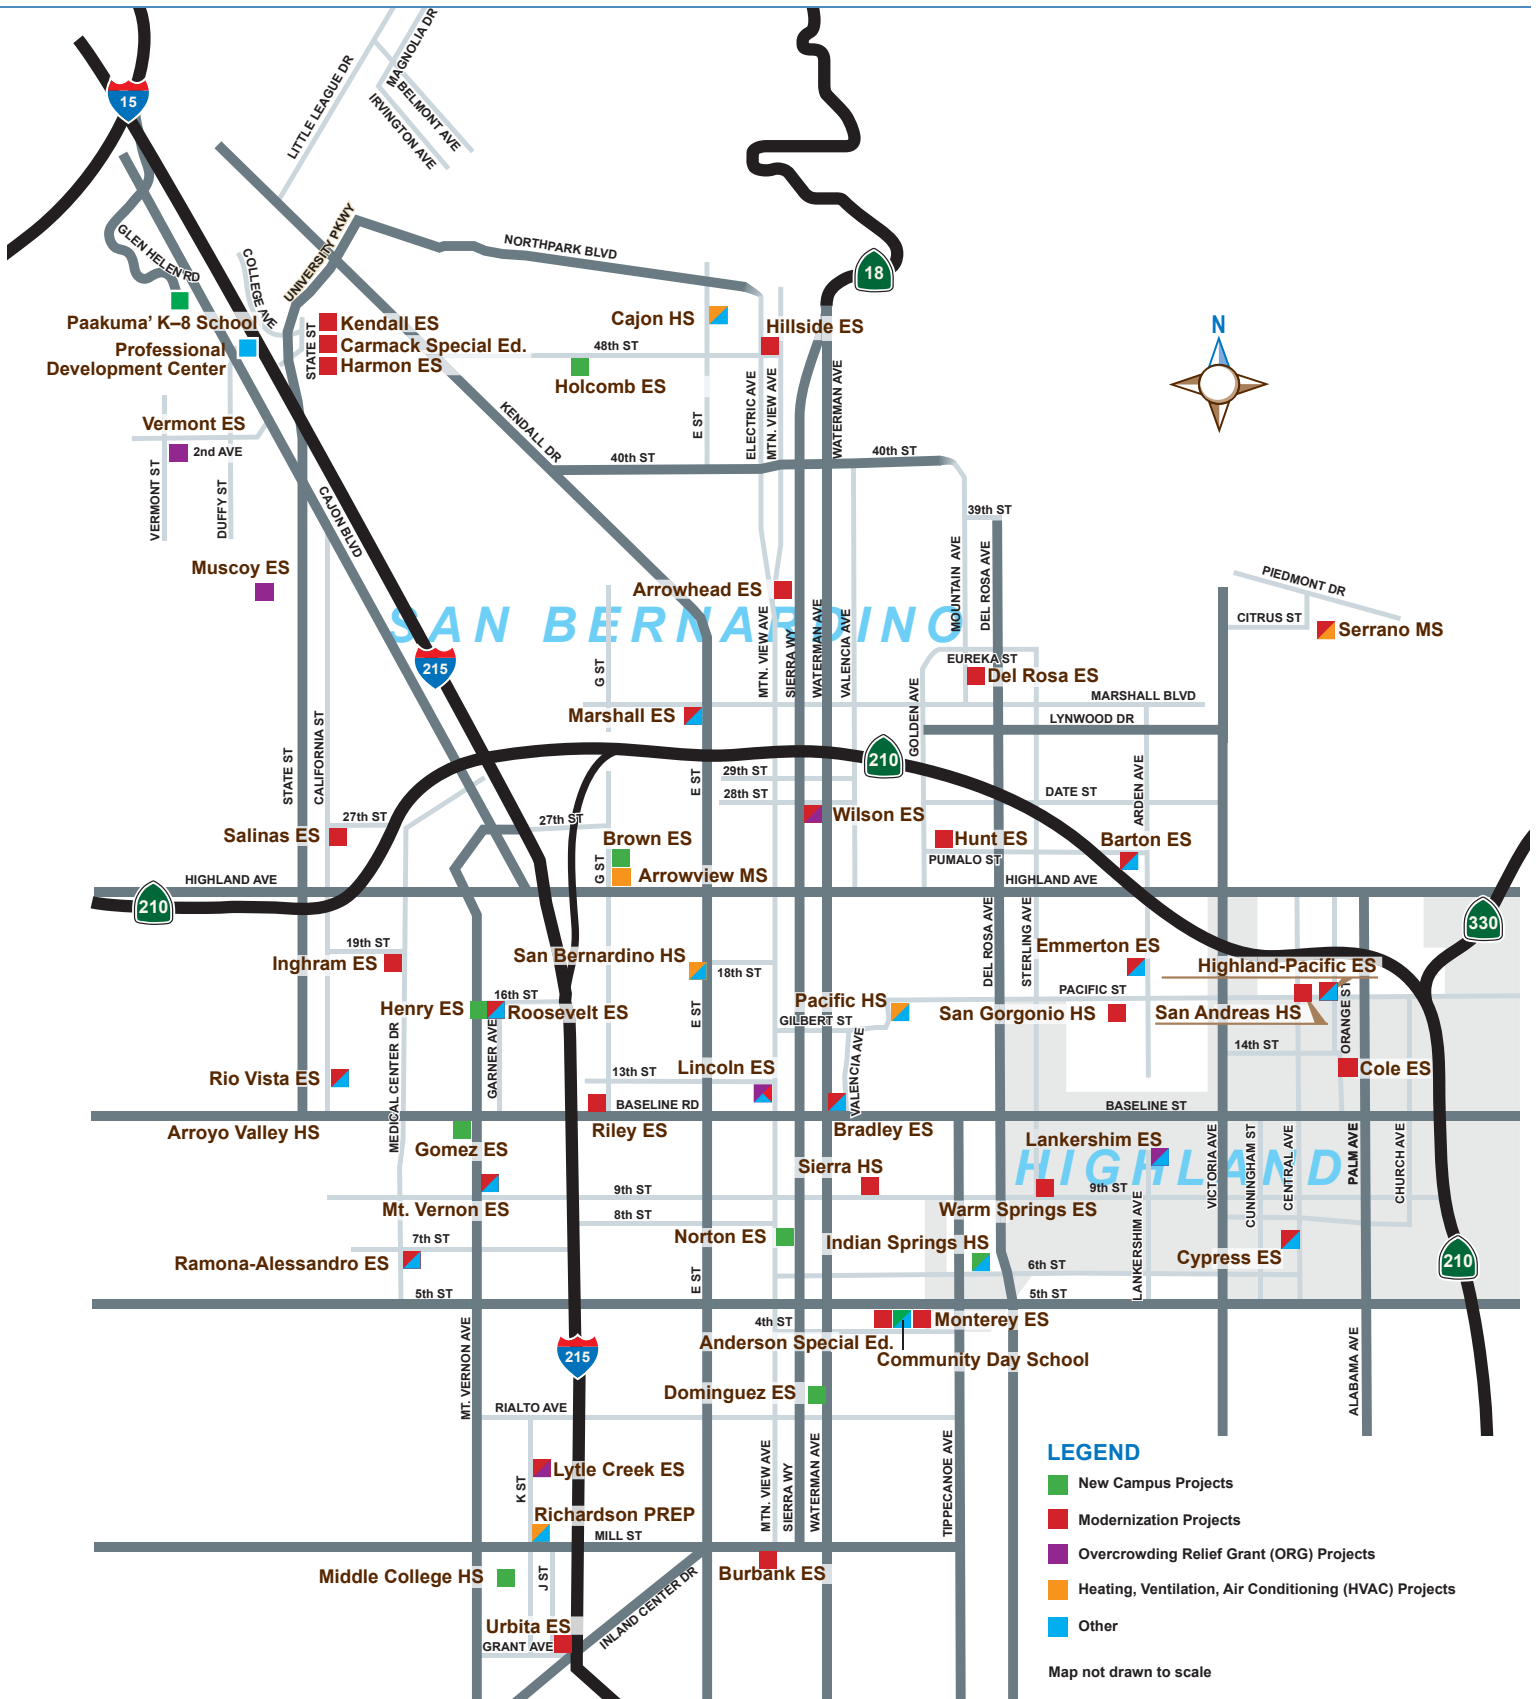 MAGNOLIA DR
LITTLE LEAGUE DR
BELMONT AVE
IRVINGTON AVE
15
UNIVERSITY PKWY
GLEN HELEN RD
COLLEGE AVE
NORTHPARK BLVD
18
Paakuma' K–8 School
Professional
Development Center
STATE ST
Kendall ES
Carmack Special Ed.
Harmon ES
Cajon HS
Hillside ES
48th ST
Holcomb ES
N
E ST
ELECTRIC AVE
MTN. VIEW AVE
WATERMAN AVE
Vermont ES
2nd AVE
VERMONT ST
DUFFY ST
CAJON BLVD
KENDALL DR
40th ST
40th ST
39th ST
MOUNTAIN AVE
DEL ROSA AVE
Muscoy ES
Arrowhead ES
PIEDMONT DR
CITRUS ST
Serrano MS
SAN BERNARDINO
215
G ST
MTN. VIEW AVE
SIERRA WY
WATERMAN AVE
VALENCIA AVE
EUREKA ST
Del Rosa ES
MARSHALL BLVD
LYNWOOD DR
GOLDEN AVE
Marshall ES
STATE ST
CALIFORNIA ST
210
E ST
29th ST
28th ST
DATE ST
ARDEN AVE
27th ST
27th ST
Salinas ES
Wilson ES
Brown ES
G ST
Arrowview MS
Hunt ES
PUMALO ST
Barton ES
HIGHLAND AVE
HIGHLAND AVE
210
330
19th ST
Inghram ES
San Bernardino HS
18th ST
DEL ROSA AVE
STERLING AVE
Emmerton ES
Highland-Pacific ES
PACIFIC ST
16th ST
Henry ES
Roosevelt ES
E ST
Pacific HS
GILBERT ST
San Gorgonio HS
San Andreas HS
ORANGE ST
14th ST
MEDICAL CENTER DR
GARNER AVE
Rio Vista ES
13th ST
Lincoln ES
VALENCIA AVE
Cole ES
BASELINE RD
BASELINE ST
Arroyo Valley HS
Gomez ES
Riley ES
Bradley ES
Lankershim ES
HIGHLAND
VICTORIA AVE
CUNNINGHAM ST
CENTRAL AVE
PALM AVE
CHURCH AVE
Sierra HS
Mt. Vernon ES
9th ST
9th ST
Warm Springs ES
8th ST
7th ST
Norton ES
Indian Springs HS
LANKERSHIM AVE
Cypress ES
Ramona-Alessandro ES
6th ST
210
E ST
5th ST
5th ST
4th ST
Monterey ES
Anderson Special Ed.
Community Day School
215
MT. VERNON AVE
ALABAMA AVE
Dominguez ES
RIALTO AVE
TIPPECANOE AVE
MTN. VIEW AVE
SIERRA WY
WATERMAN AVE
K ST
Lytle Creek ES
Richardson PREP
MILL ST
Middle College HS
J ST
Burbank ES
INLAND CENTER DR
Urbita ES
GRANT AVE
LEGEND
New Campus Projects
Modernization Projects
Overcrowding Relief Grant (ORG) Projects
Heating, Ventilation, Air Conditioning (HVAC) Projects
Other
Map not drawn to scale